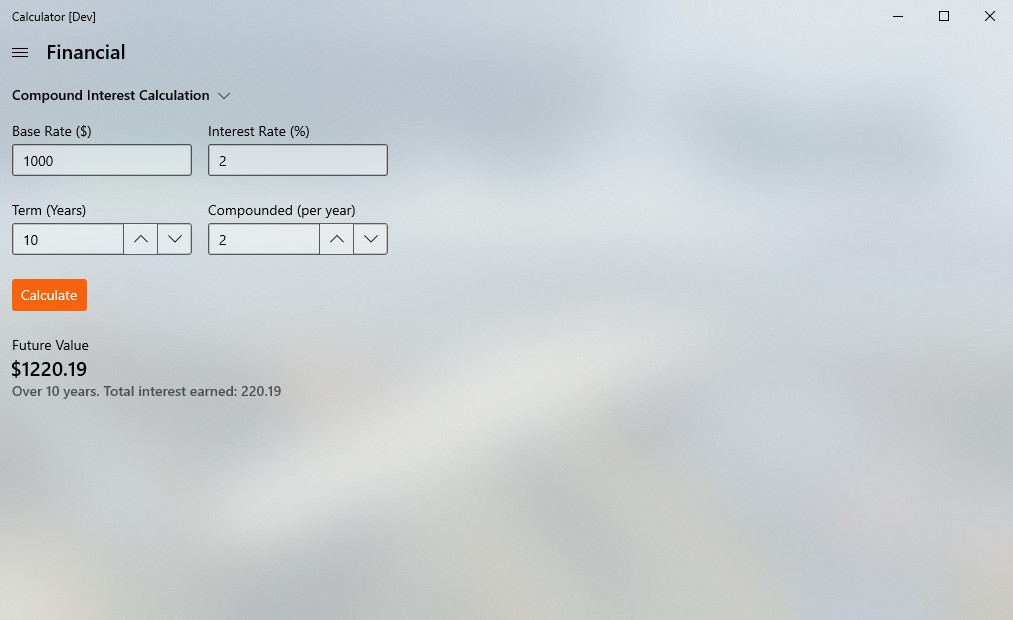 Calculator [Dev]
Financial
Compound Interest Calculation
Base Rate ($) Interest Rate (%)
1000 2
Term (Years) Compounded (per year)
10 2
Calculate
Future Value
$1220.19
Over 10 years. Total interest earned: 220.19